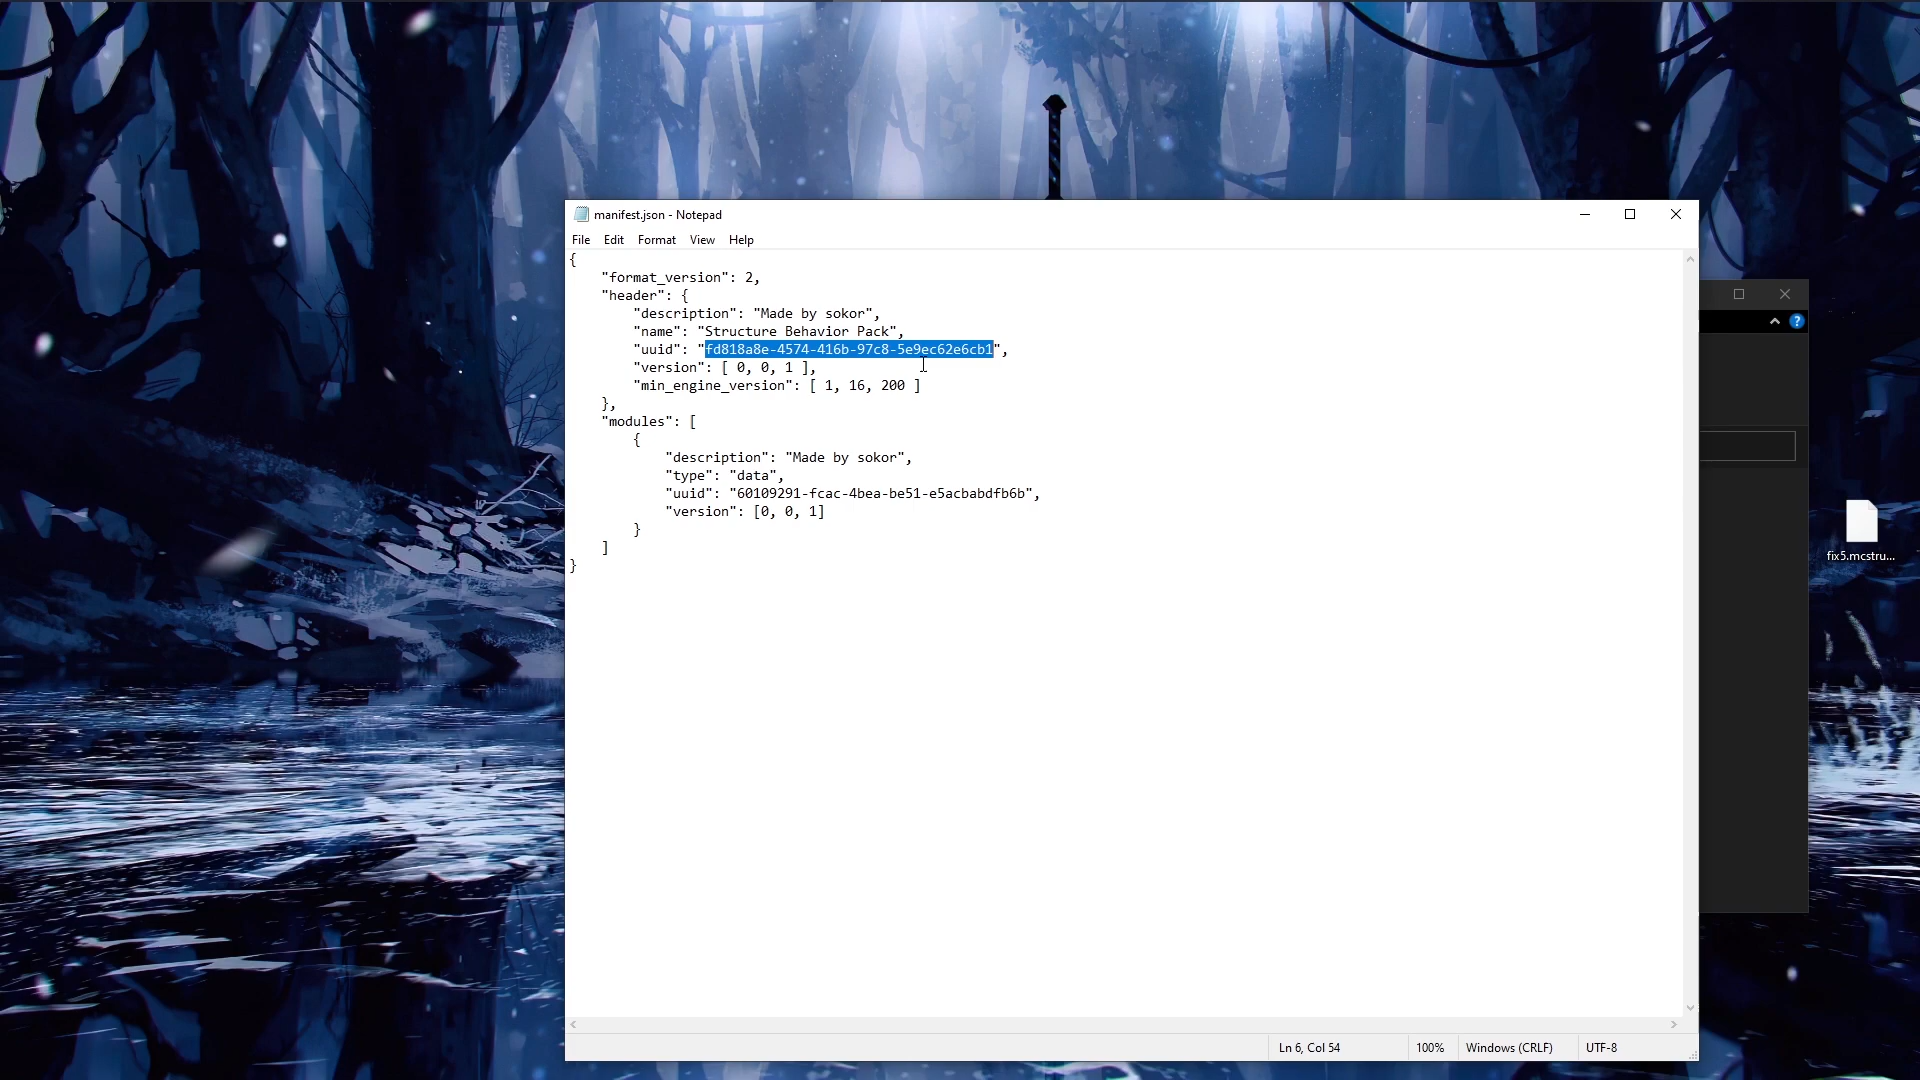 manifest.json - Notepad
File Edit Format View Help
{
    "format_version": 2,
    "header": {
        "description": "Made by sokor",
        "name": "Structure Behavior Pack",
        "uuid": "fd818a8e-4574-416b-97c8-5e9ec62e6cb1",
        "version": [ 0, 0, 1 ],
        "min_engine_version": [ 1, 16, 200 ]
    },
    "modules": [
        {
            "description": "Made by sokor",
            "type": "data",
            "uuid": "60109291-fcac-4bea-be51-e5acbabdfb6b",
            "version": [0, 0, 1]
        }
    ]
}
fix5.mcstru...
Ln 6, Col 54 100% Windows (CRLF) UTF-8